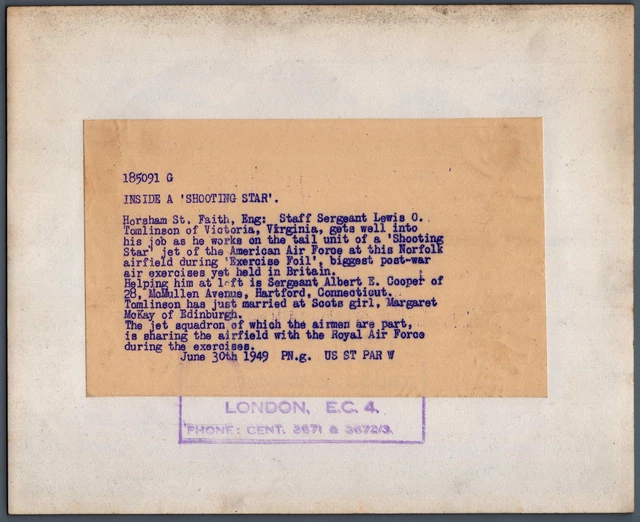 185091 G
INSIDE A 'SHOOTING STAR'.
Horsham St. Faith, Eng: Staff Sergeant Lewis O.
Tomlinson of Victoria, Virginia, gets well into
his job as he works on the tail unit of a 'Shooting
Star' jet of the American Air Force at this Norfolk
airfield during 'Exercise Foil', biggest post-war
air exercises yet held in Britain.
Helping him at left is Sergeant Albert E. Cooper of
28, McMullen Avenue, Hartford, Connecticut.
Tomlinson has just married at Scots girl, Margaret
McKay of Edinburgh.
The jet squadron of which the airmen are part,
is sharing the airfield with the Royal Air Force
during the exercises.
June 30th 1949 PN.g. US ST PAR W
LONDON, E.C. 4.
PHONE: CENT. 3671 & 3672/3.